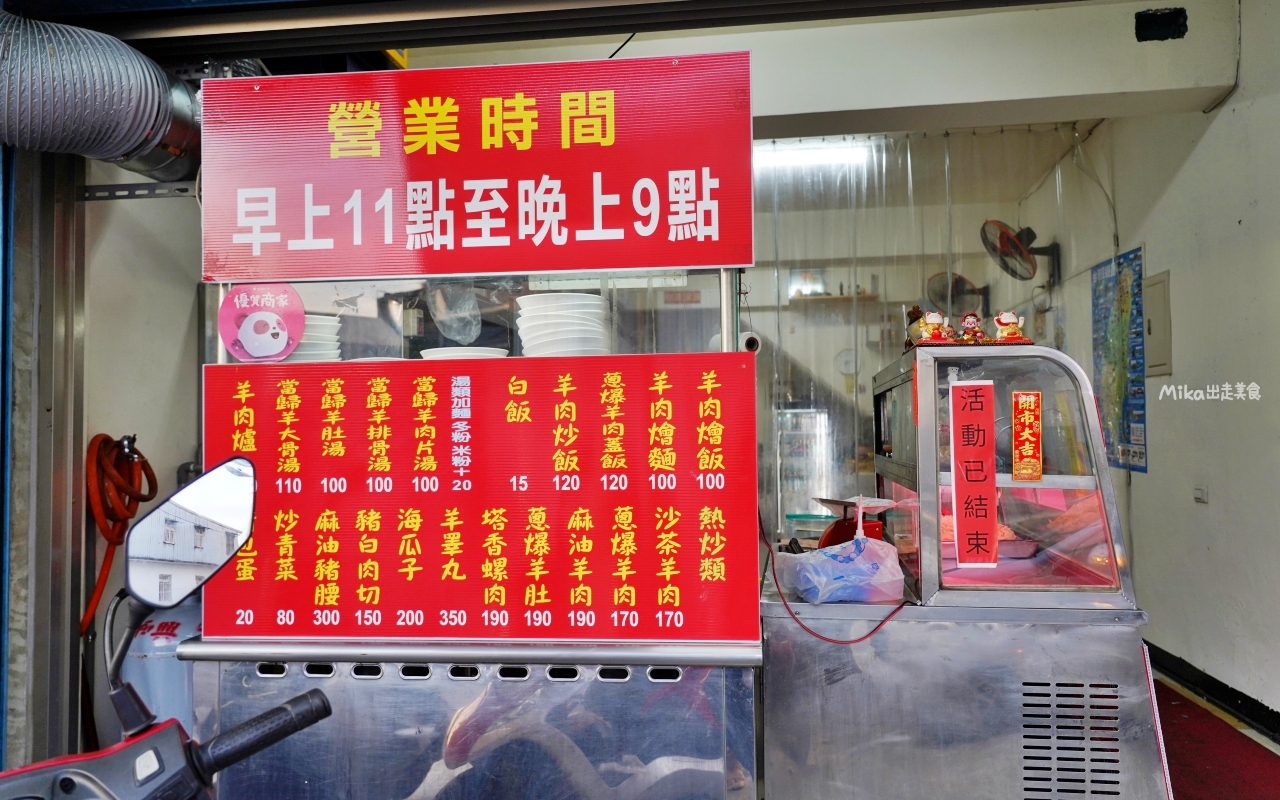 營業時間
早上11點至晚上9點
優質商家
羊肉燴飯 100
羊肉燴麵 100
蔥爆羊肉蓋飯 120
羊肉炒飯 120
白飯 15
湯類加麵 冬粉 米粉+20
當歸羊肉片湯 100
當歸羊排骨湯 100
當歸羊肚湯 100
當歸羊大骨湯 110
羊肉爐
熱炒類
沙茶羊肉 170
蔥爆羊肉 170
麻油羊肉 190
蔥爆羊肚 190
塔香螺肉 190
羊睪丸 350
海瓜子 200
豬白肉切 150
麻油豬腰 300
炒青菜 80
包蛋 20
活動已結束
開市大吉
Mika出走美食